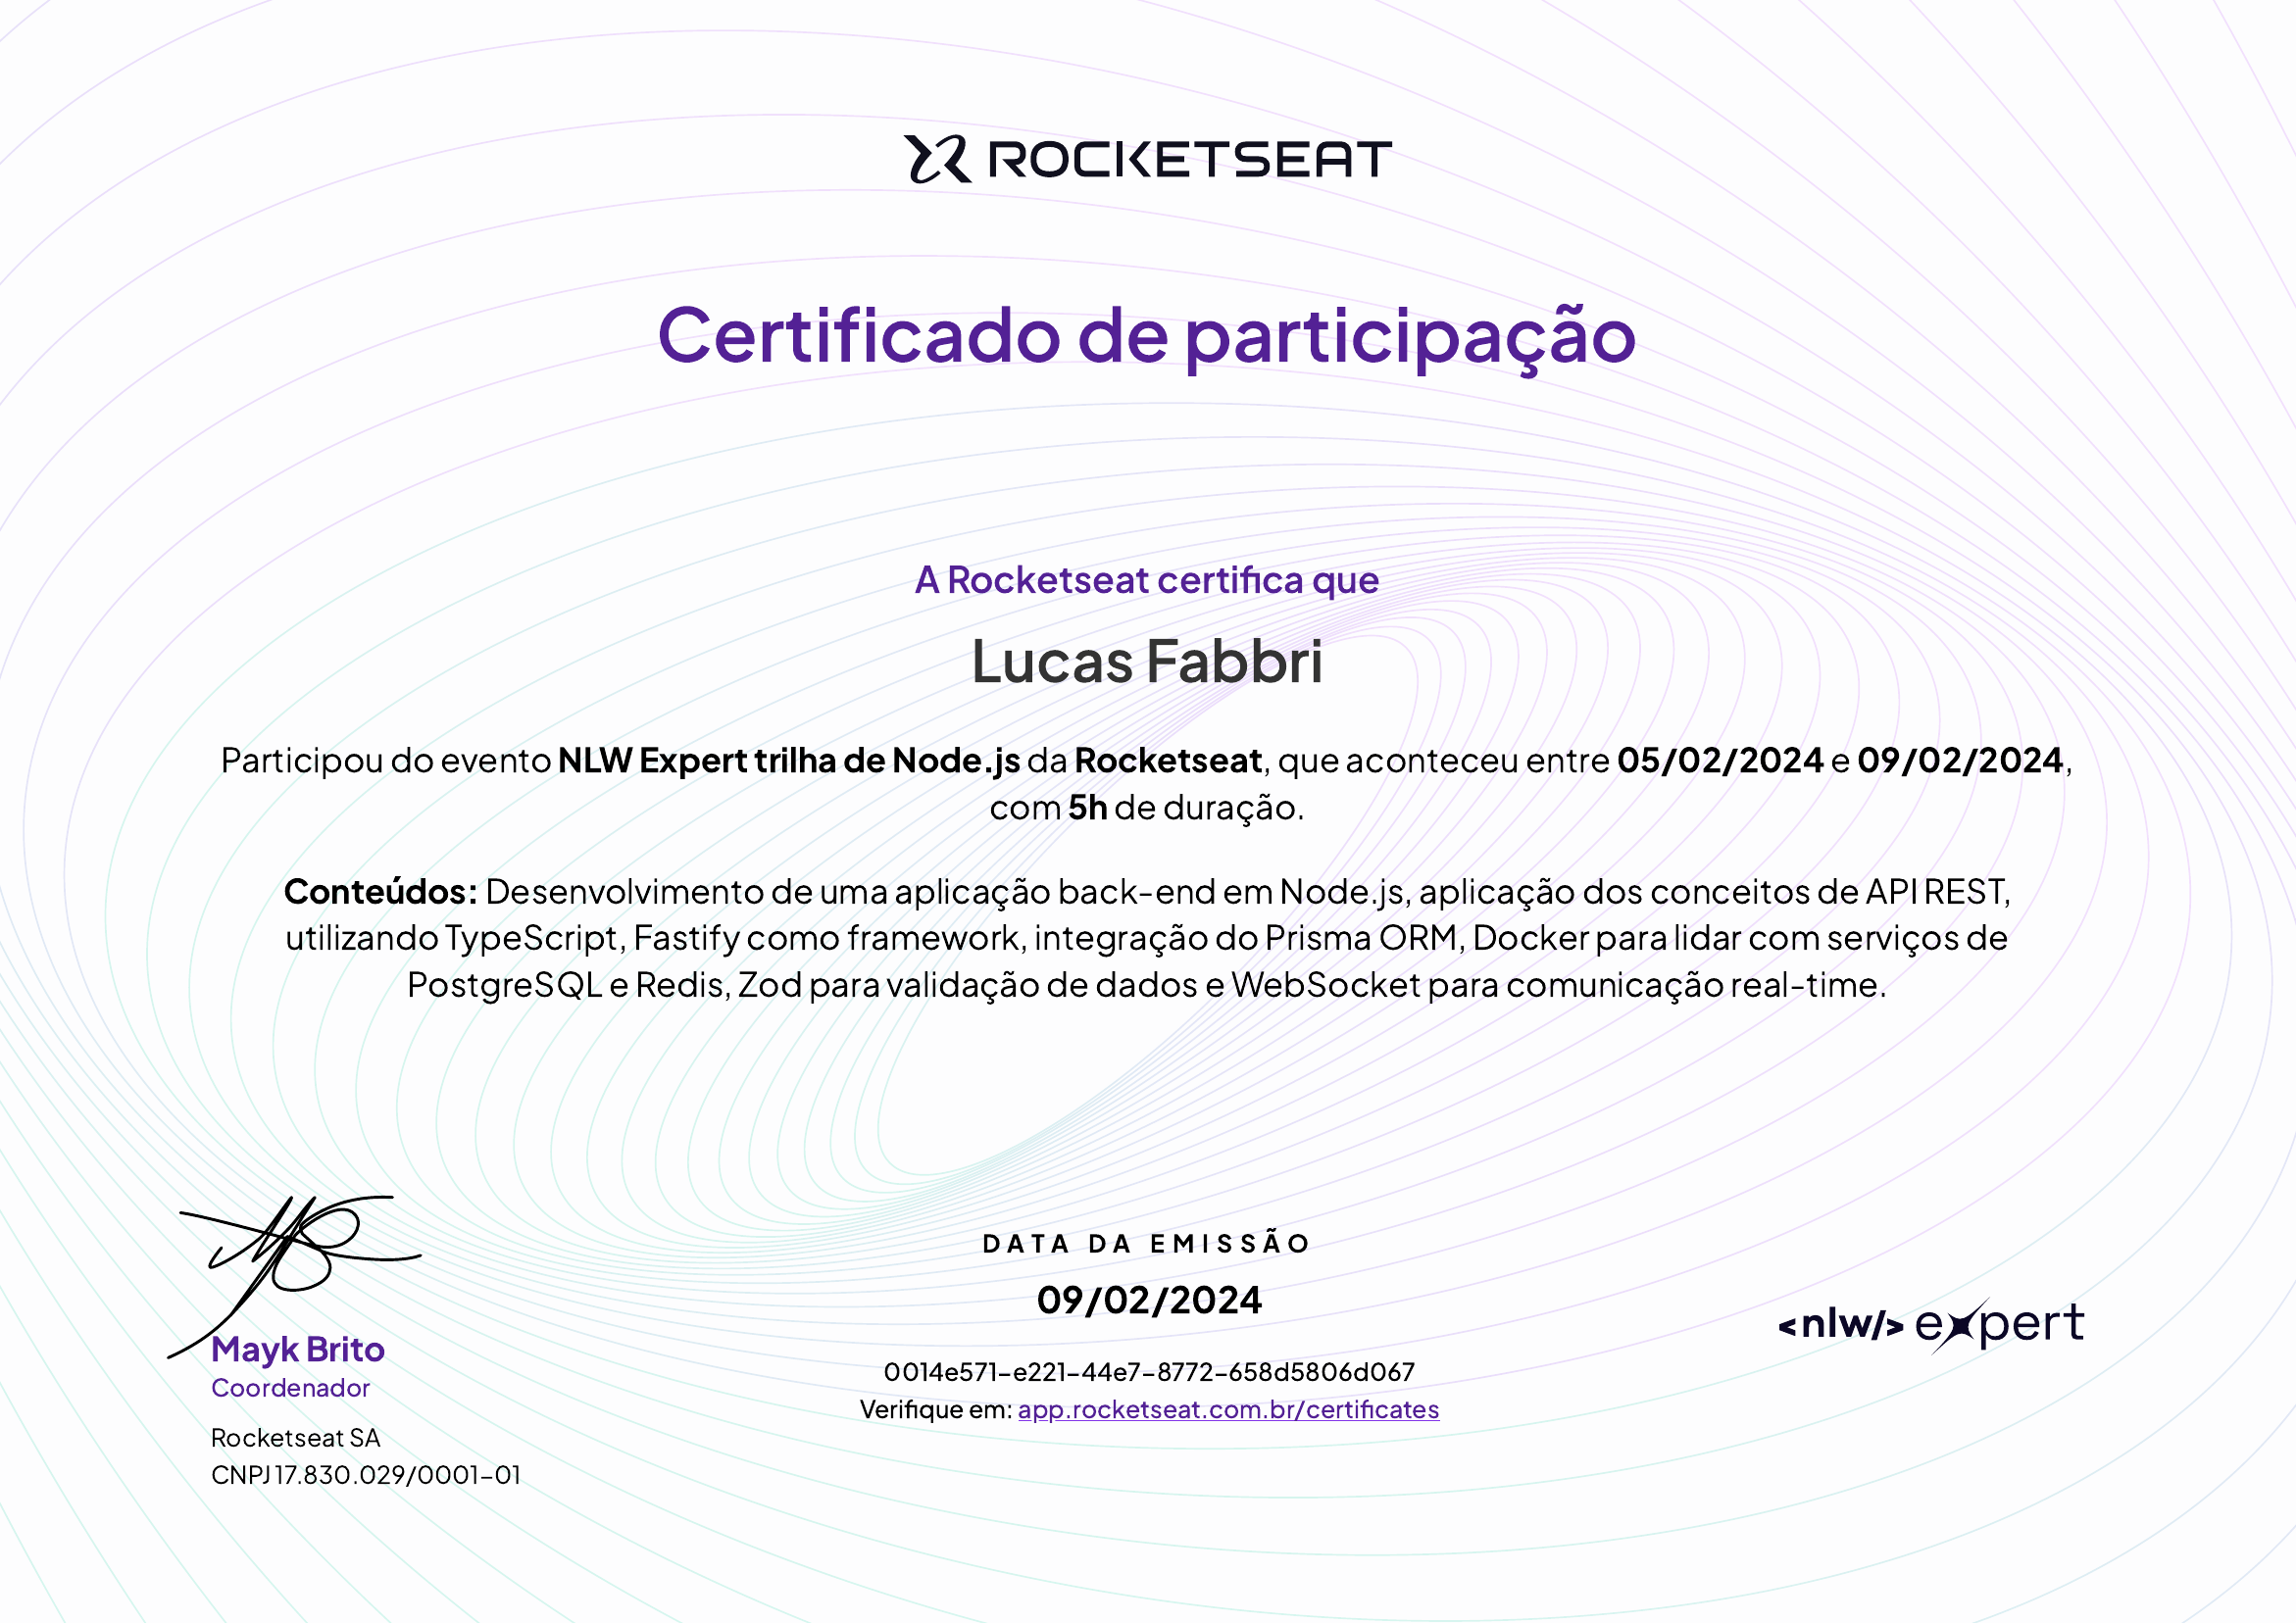 ROCKETSEAT
Certificado de participação
A Rocketseat certifica que
Lucas Fabbri
Participou do evento NLW Expert trilha de Node.js da Rocketseat, que aconteceu entre 05/02/2024 e 09/02/2024,
com 5h de duração.
Conteúdos: Desenvolvimento de uma aplicação back-end em Node.js, aplicação dos conceitos de API REST,
utilizando TypeScript, Fastify como framework, integração do Prisma ORM, Docker para lidar com serviços de
PostgreSQL e Redis, Zod para validação de dados e WebSocket para comunicação real-time.
Mayk Brito
Coordenador
Rocketseat SA
CNPJ 17.830.029/0001-01
DATA DA EMISSÃO
09/02/2024
0014e571-e221-44e7-8772-658d5806d067
Verifique em: app.rocketseat.com.br/certificates
<nlw/> expert